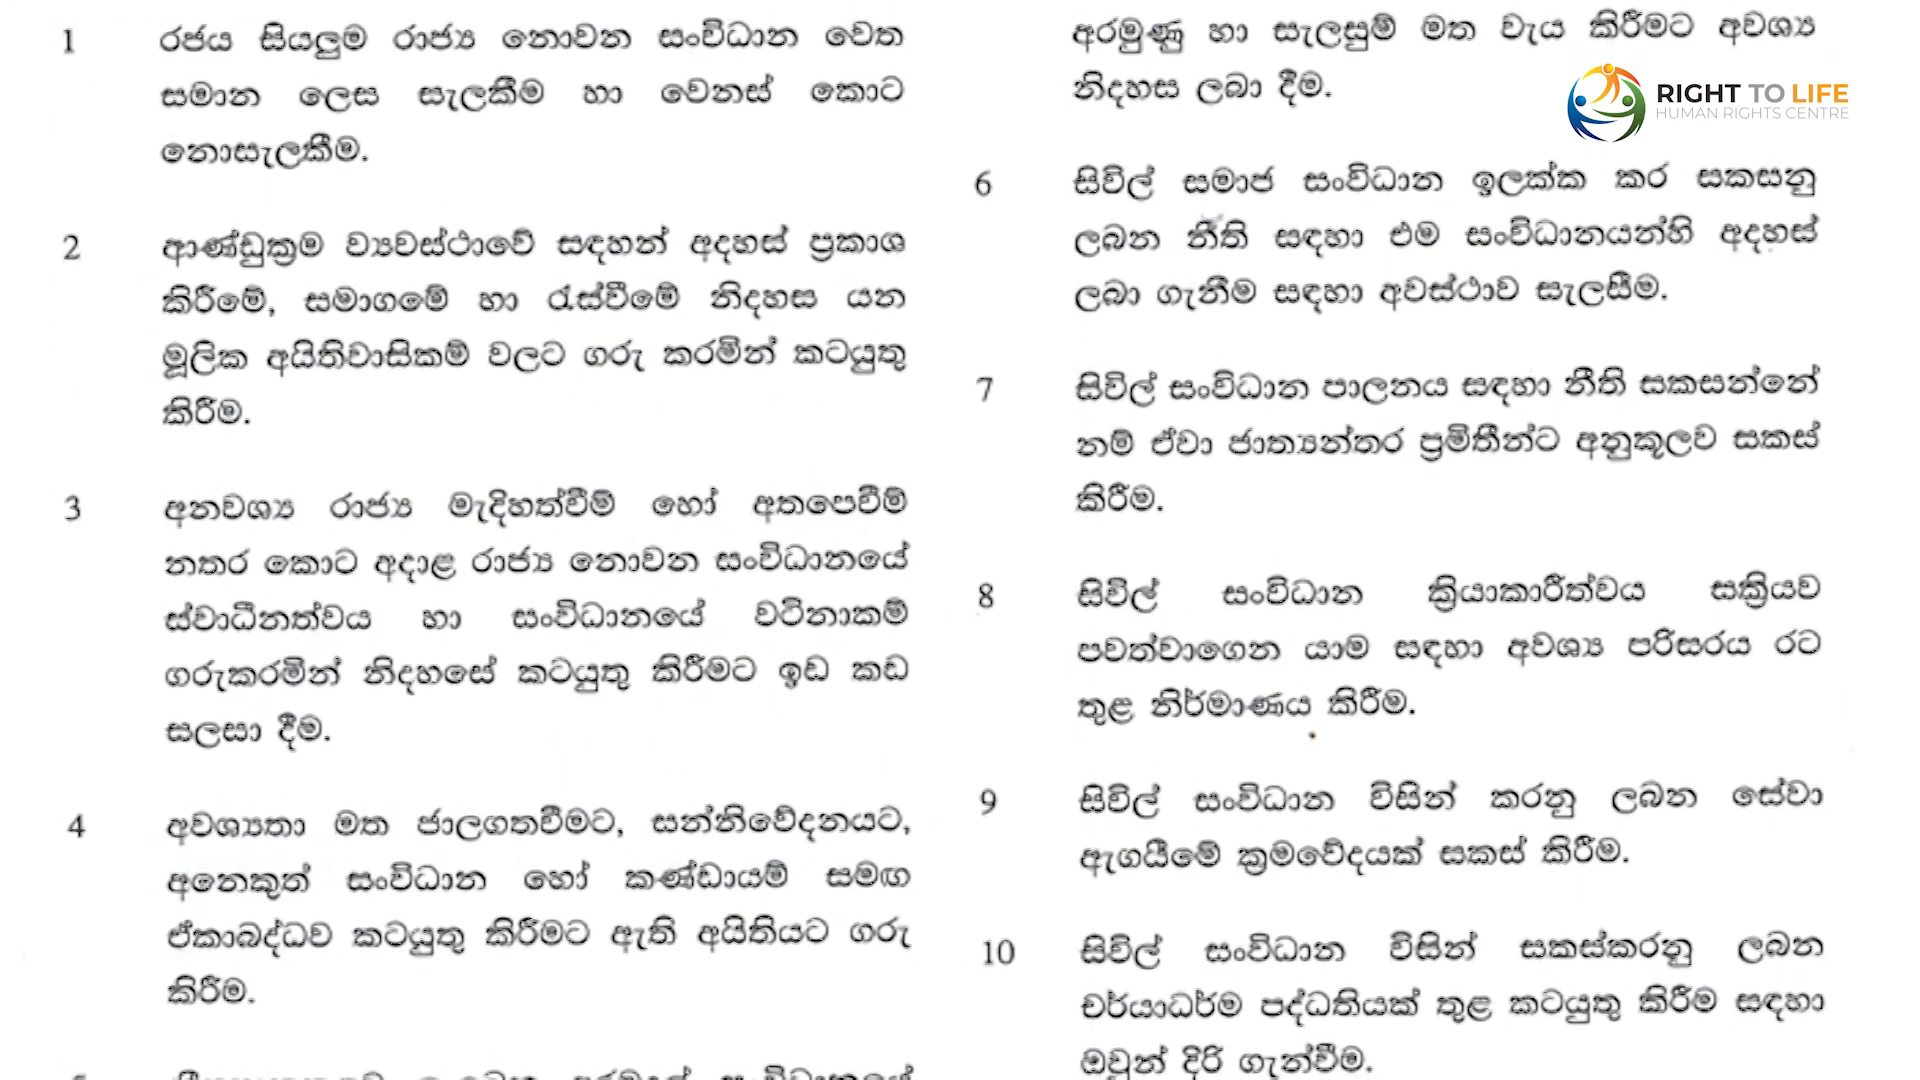 1 රජය සියලුම රාජ්‍ය නොවන සංවිධාන වෙත
සමාන ලෙස සැලකීම හා වෙනස් කොට
නොසැලකීම.
2 ආණ්ඩුක්‍රම ව්‍යවස්ථාවේ සඳහන් අදහස් ප්‍රකාශ
කිරීමේ, සමාගමේ හා රැස්වීමේ නිදහස යන
මූලික අයිතිවාසිකම් වලට ගරු කරමින් කටයුතු
කිරීම.
3 අනවශ්‍ය රාජ්‍ය මැදිහත්වීම් හෝ අතපෙවීම්
නතර කොට අදාළ රාජ්‍ය නොවන සංවිධානයේ
ස්වාධීනත්වය හා සංවිධානයේ වටිනාකම්
ගරුකරමින් නිදහසේ කටයුතු කිරීමට ඉඩ කඩ
සලසා දීම.
4 අවශ්‍යතා මත ජාලගතවීමට, සන්නිවේදනයට,
අනෙකුත් සංවිධාන හෝ කණ්ඩායම් සමඟ
ඒකාබද්ධව කටයුතු කිරීමට ඇති අයිතියට ගරු
කිරීම.
අරමුණු හා සැලසුම් මත වැය කිරීමට අවශ්‍ය
නිදහස ලබා දීම.
RIGHT TO LIFE
HUMAN RIGHTS CENTRE
6 සිවිල් සමාජ සංවිධාන ඉලක්ක කර සකසනු
ලබන නීති සඳහා එම සංවිධානයන්හි අදහස්
ලබා ගැනීම සඳහා අවස්ථාව සැලසීම.
7 සිවිල් සංවිධාන පාලනය සඳහා නීති සකසන්නේ
නම් ඒවා ජාත්‍යන්තර ප්‍රමිතීන්ට අනුකූලව සකස්
කිරීම.
8 සිවිල් සංවිධාන ක්‍රියාකාරීත්වය සක්‍රියව
පවත්වාගෙන යාම සඳහා අවශ්‍ය පරිසරය රට
තුළ නිර්මාණය කිරීම.
9 සිවිල් සංවිධාන විසින් කරනු ලබන සේවා
ඇගයීමේ ක්‍රමවේදයක් සකස් කිරීම.
10 සිවිල් සංවිධාන විසින් සකස්කරනු ලබන
චර්යාධර්ම පද්ධතියක් තුළ කටයුතු කිරීම සඳහා
ඔවුන් දිරි ගැන්වීම.